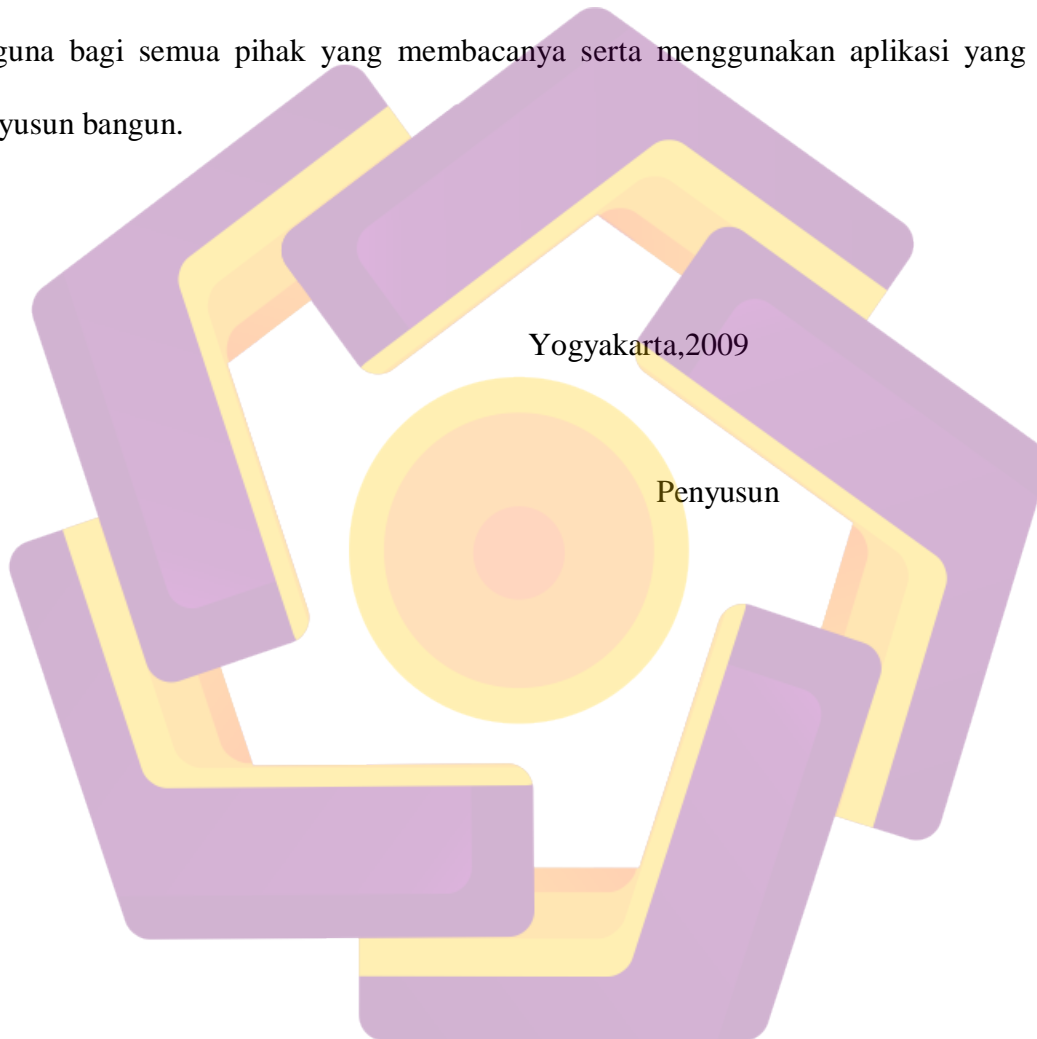 guna bagi semua pihak yang membacanya serta menggunakan aplikasi yang
yusun bangun.
Yogyakarta,2009
Penyusun